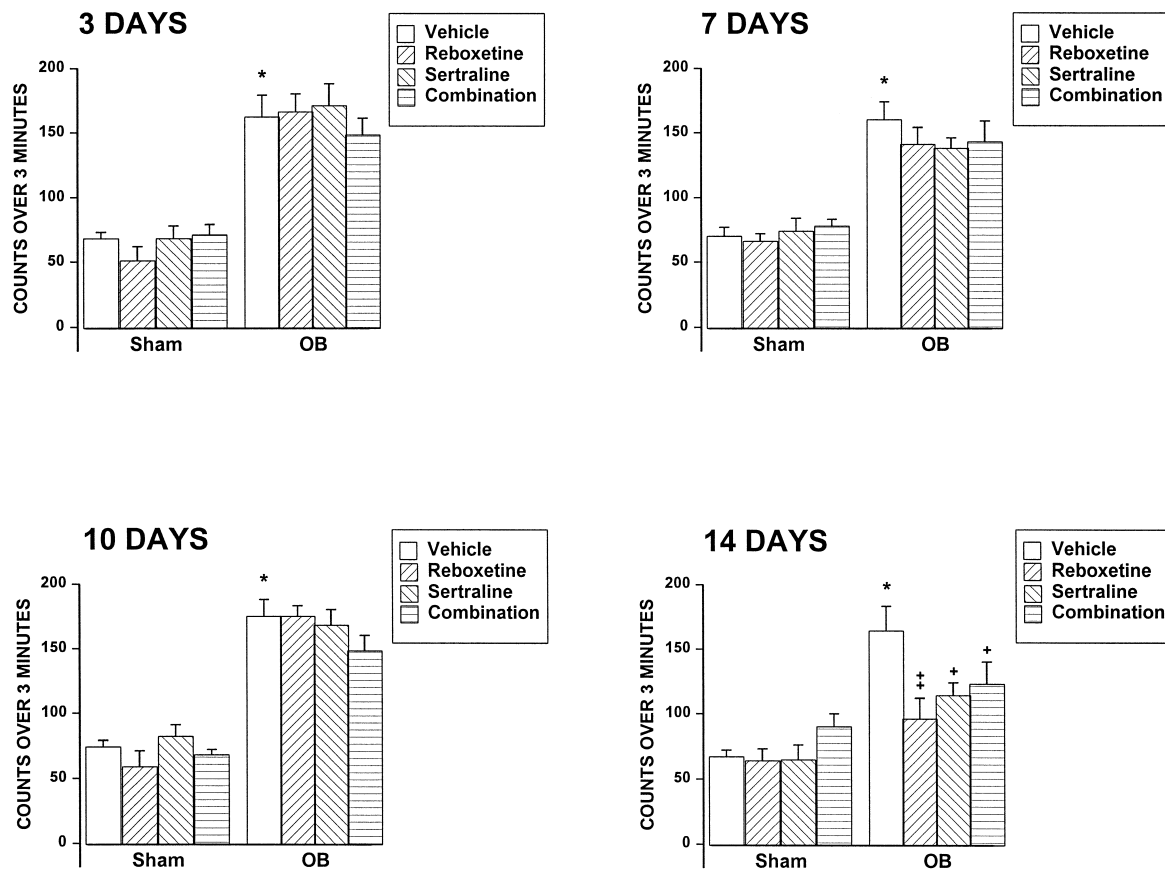 3 DAYS
Vehicle
Reboxetine
Sertraline
Combination
COUNTS OVER 3 MINUTES
200
150
100
50
0
*
Sham
OB
7 DAYS
Vehicle
Reboxetine
Sertraline
Combination
COUNTS OVER 3 MINUTES
200
150
100
50
0
*
Sham
OB
10 DAYS
Vehicle
Reboxetine
Sertraline
Combination
COUNTS OVER 3 MINUTES
200
150
100
50
0
*
Sham
OB
14 DAYS
Vehicle
Reboxetine
Sertraline
Combination
COUNTS OVER 3 MINUTES
200
150
100
50
0
*
++
+
+
Sham
OB